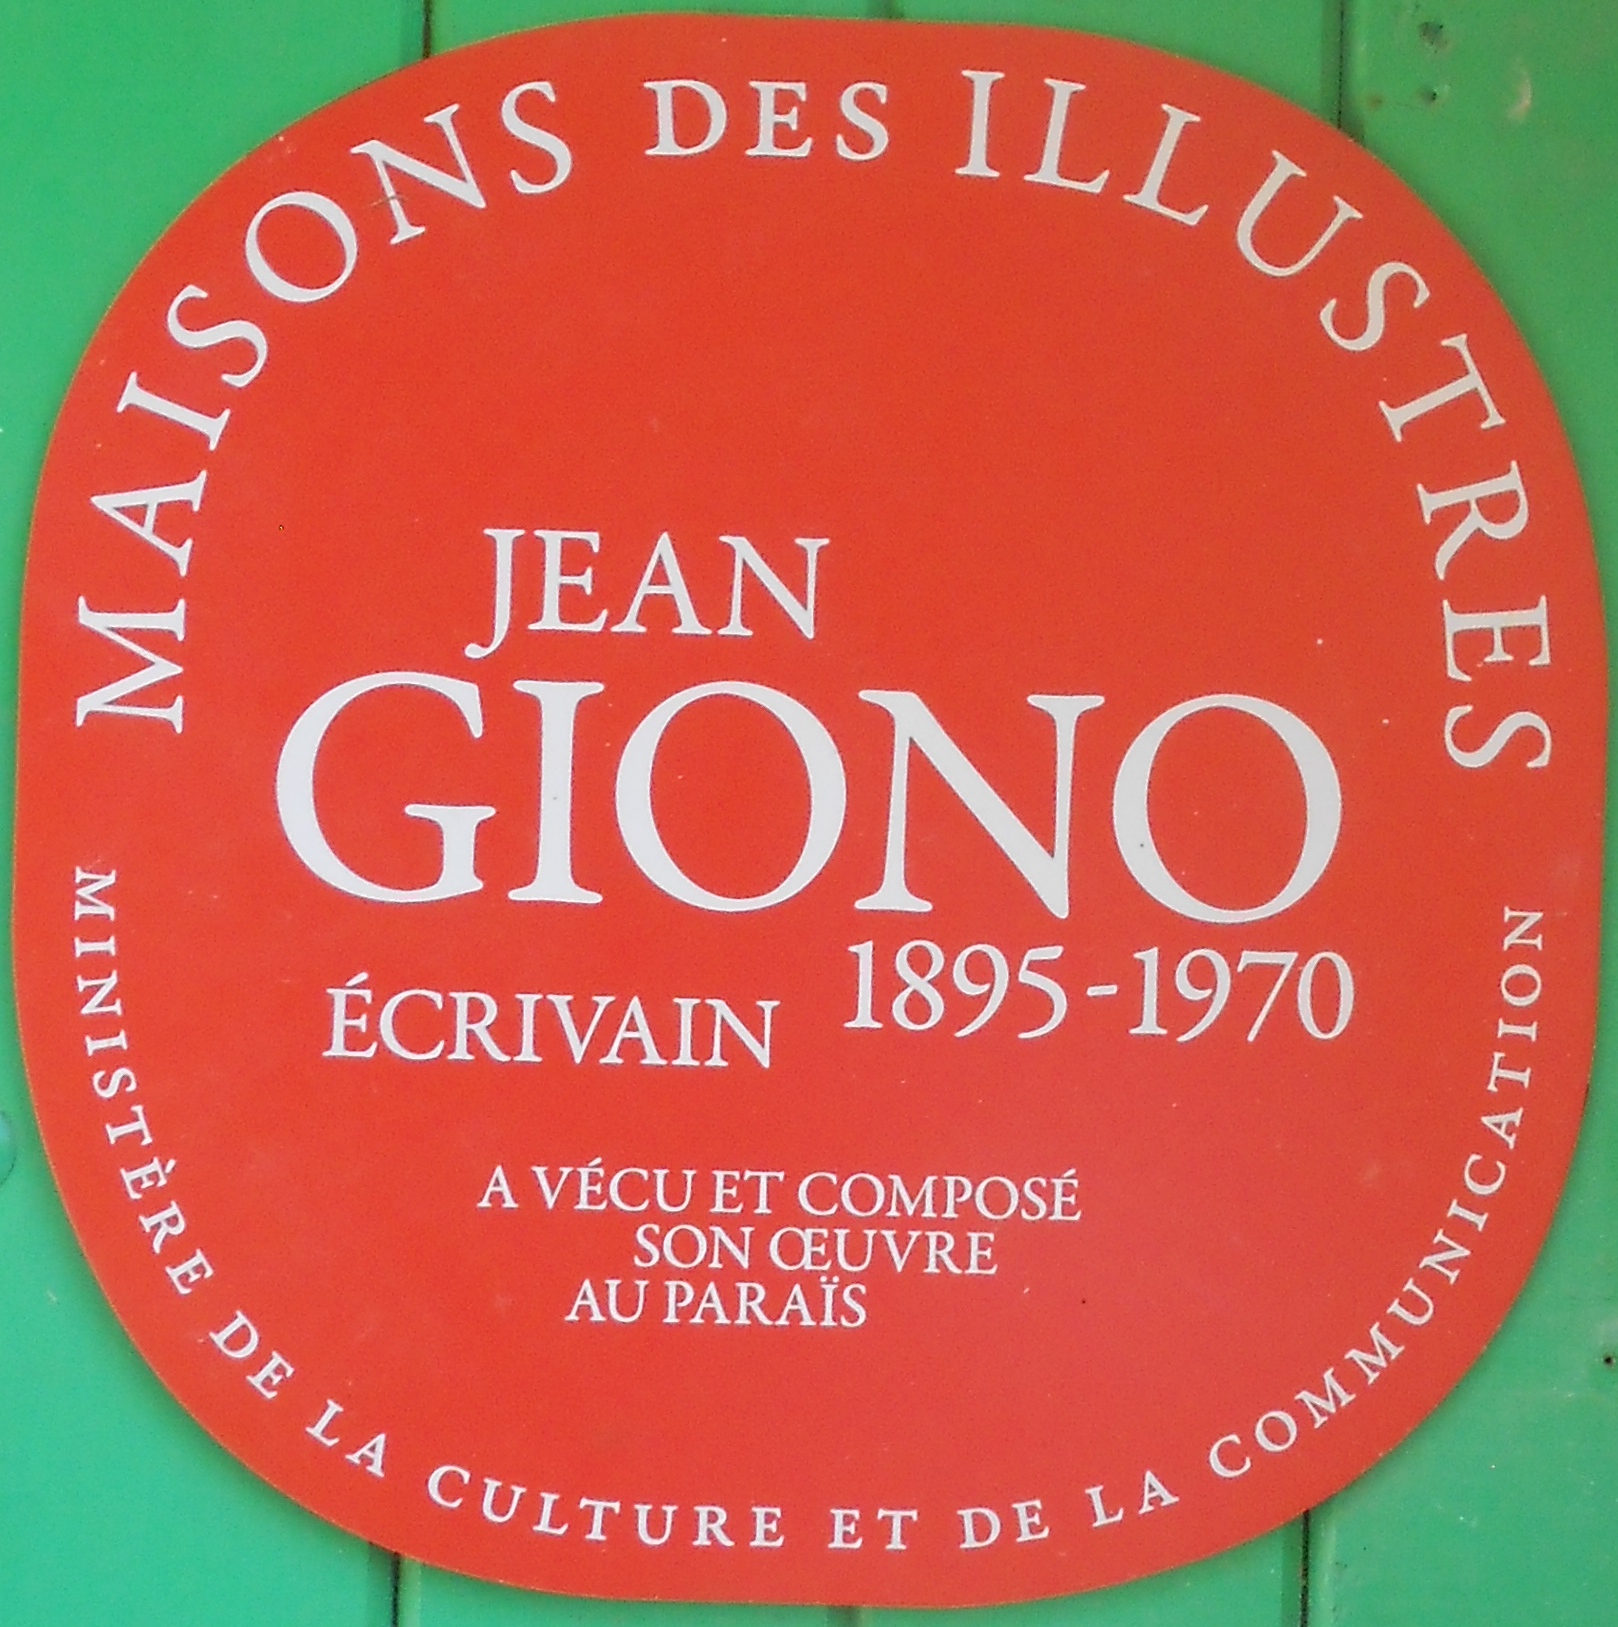 MAISONS DES ILLUSTRES
JEAN
GIONO
1895-1970
ÉCRIVAIN
A VÉCU ET COMPOSÉ
SON ŒUVRE
AU PARAÏS
MINISTÈRE DE LA CULTURE ET DE LA COMMUNICATION